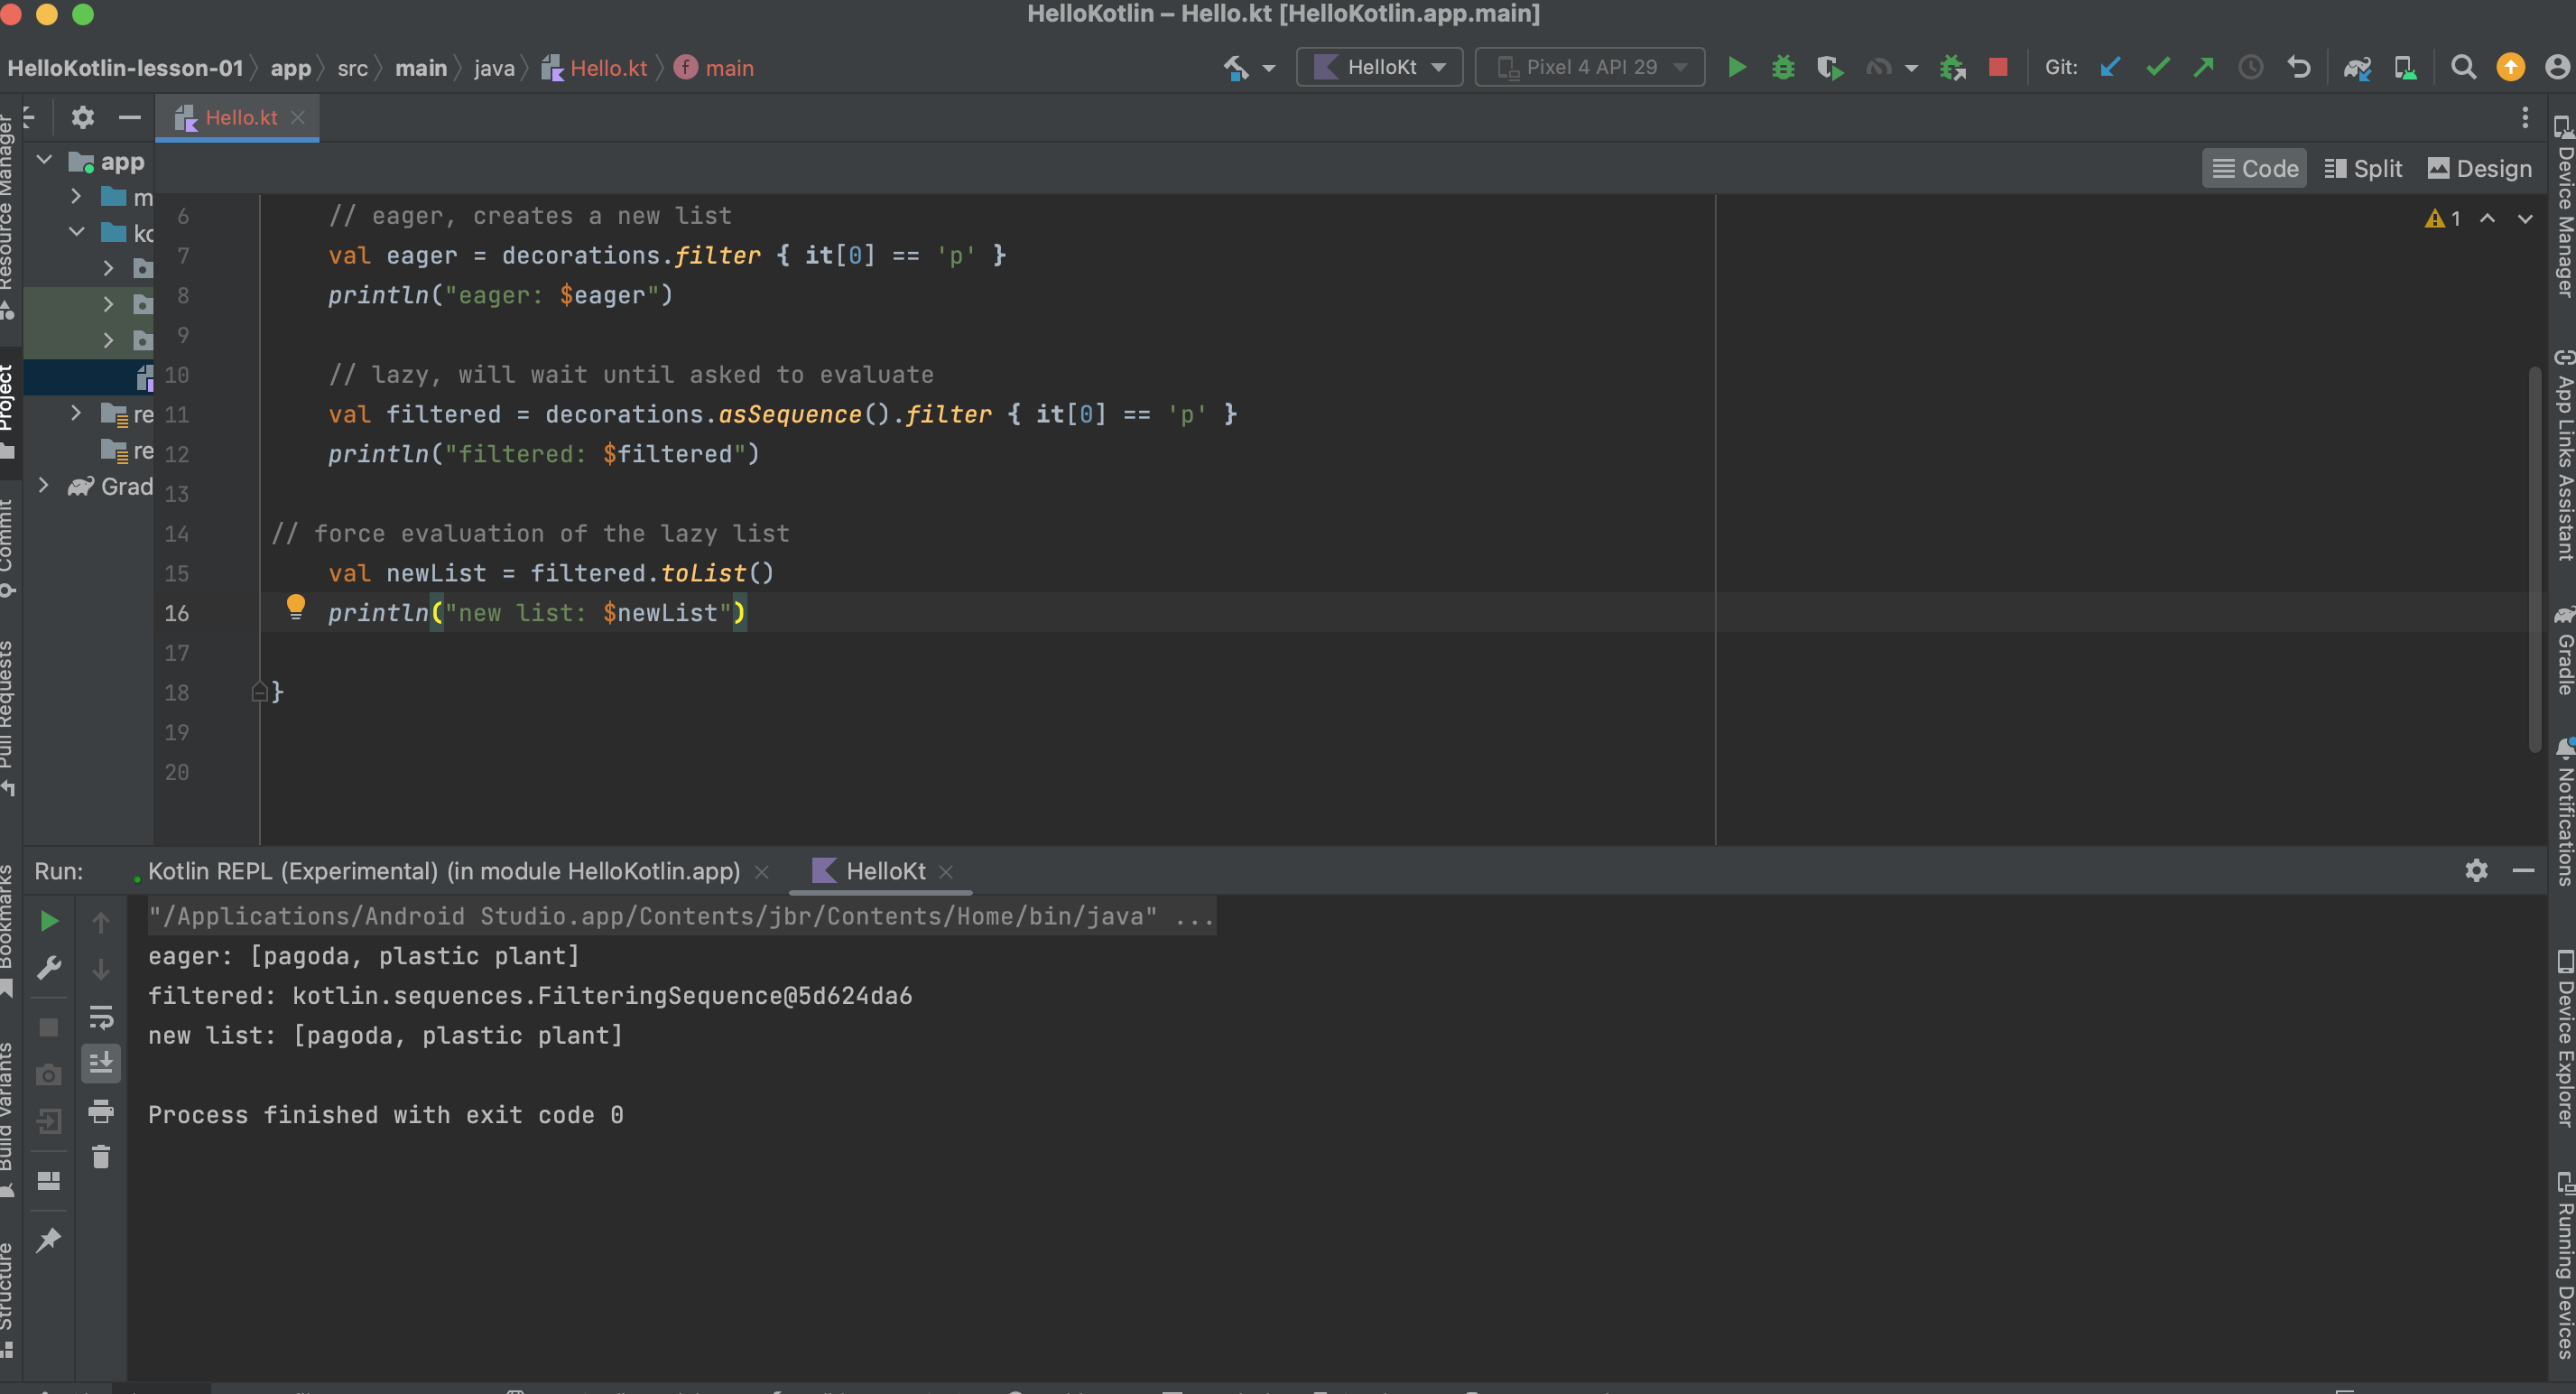 HelloKotlin – Hello.kt [HelloKotlin.app.main]
HelloKotlin-lesson-01 app src main java Hello.kt main
HelloKt Pixel 4 API 29 Git:
Hello.kt
Code Split Design
Resource Manager
Project
Commit
Pull Requests
Bookmarks
Build Variants
Structure
app
m
ko
re
re
Grad
1
6 // eager, creates a new list
7 val eager = decorations.filter { it[0] == 'p' }
8 println("eager: $eager")
9
10 // lazy, will wait until asked to evaluate
11 val filtered = decorations.asSequence().filter { it[0] == 'p' }
12 println("filtered: $filtered")
13
14 // force evaluation of the lazy list
15 val newList = filtered.toList()
16 println("new list: $newList")
17
18 }
19
20
Run: Kotlin REPL (Experimental) (in module HelloKotlin.app) HelloKt
"/Applications/Android Studio.app/Contents/jbr/Contents/Home/bin/java" ...
eager: [pagoda, plastic plant]
filtered: kotlin.sequences.FilteringSequence@5d624da6
new list: [pagoda, plastic plant]
Process finished with exit code 0
Device Manager
App Links Assistant
Gradle
Notifications
Device Explorer
Running Devices